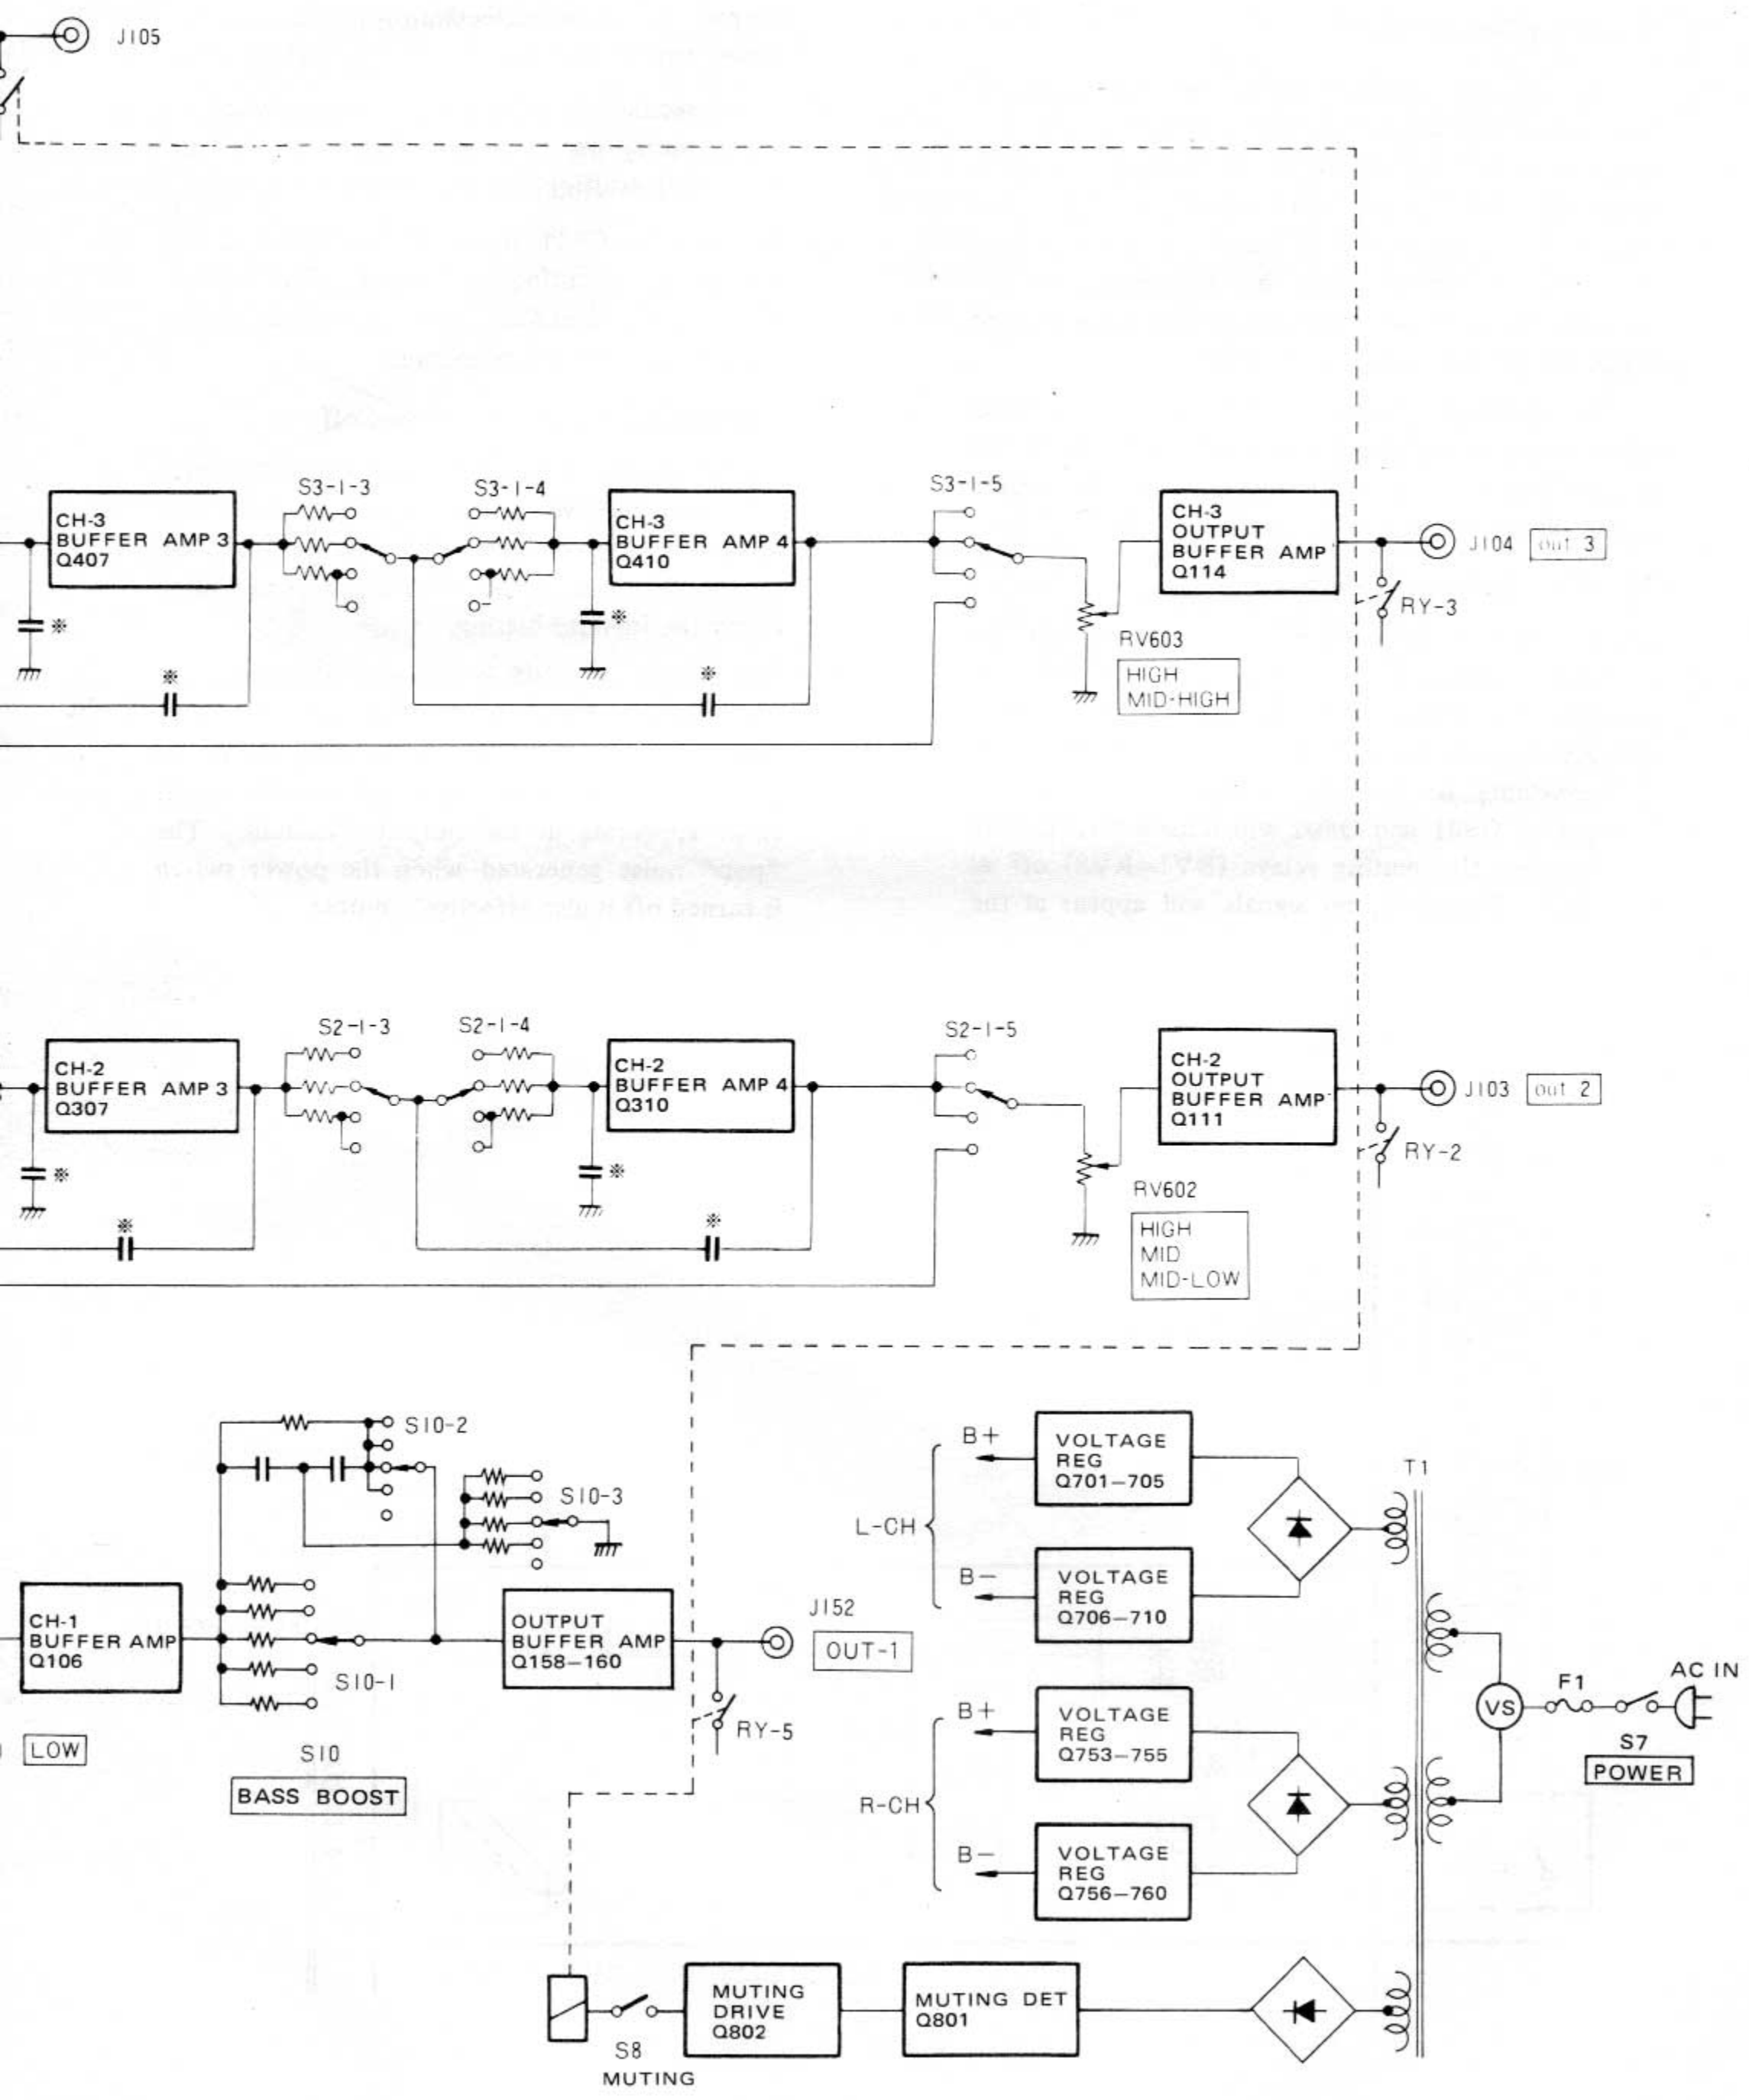 J105
S3-1-3
S3-1-4
S3-1-5
CH-3
BUFFER AMP 3
Q407
CH-3
BUFFER AMP 4
Q410
CH-3
OUTPUT
BUFFER AMP
Q114
J104
out 3
RY-3
※
※
※
※
RV603
HIGH
MID-HIGH
S2-1-3
S2-1-4
S2-1-5
CH-2
BUFFER AMP 3
Q307
CH-2
BUFFER AMP 4
Q310
CH-2
OUTPUT
BUFFER AMP
Q111
J103
out 2
RY-2
※
※
※
※
RV602
HIGH
MID
MID-LOW
S10-2
S10-3
CH-1
BUFFER AMP
Q106
S10-1
OUTPUT
BUFFER AMP
Q158-160
J152
OUT-1
RY-5
LOW
S10
BASS BOOST
B+
VOLTAGE
REG
Q701-705
L-CH
B-
VOLTAGE
REG
Q706-710
T1
B+
VOLTAGE
REG
Q753-755
R-CH
B-
VOLTAGE
REG
Q756-760
VS
F1
AC IN
S7
POWER
MUTING
DRIVE
Q802
MUTING DET
Q801
S8
MUTING